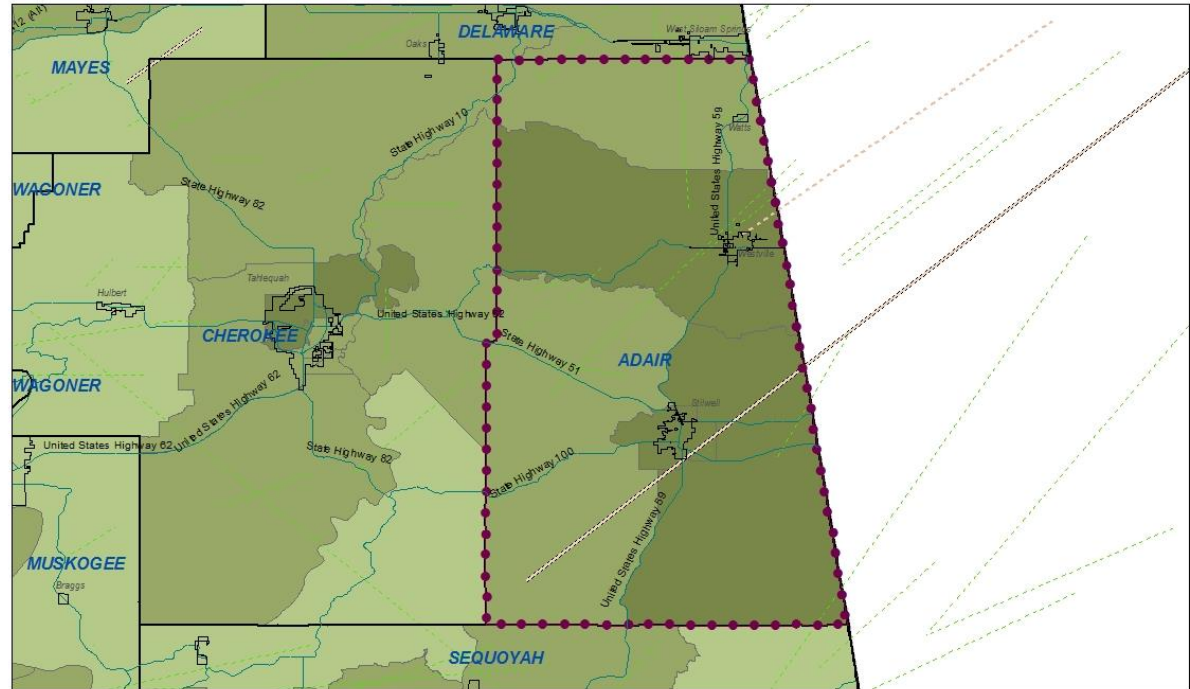 12 (Alt)
DELAWARE
West Siloam Springs
Oaks
MAYES
State Highway 10
United States Highway 59
Watts
WAGONER
State Highway 82
Westville
Tahlequah
Hulbert
United States Highway 62
CHEROKEE
State Highway 51
ADAIR
WAGONER
United States Highway 62
Stilwell
United States Highway 62
State Highway 82
State Highway 100
United States Highway 59
MUSKOGEE
Braggs
SEQUOYAH